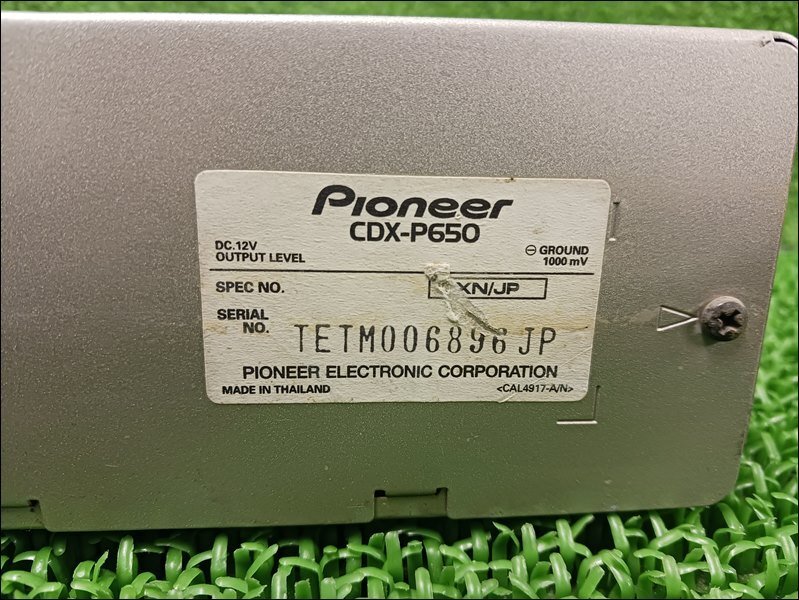 Pioneer
CDX-P650
DC.12V ⊖ GROUND
OUTPUT LEVEL 1000 mV
SPEC NO. XN/JP
SERIAL
NO. TETM006896JP
PIONEER ELECTRONIC CORPORATION
MADE IN THAILAND <CAL4917-A/N>